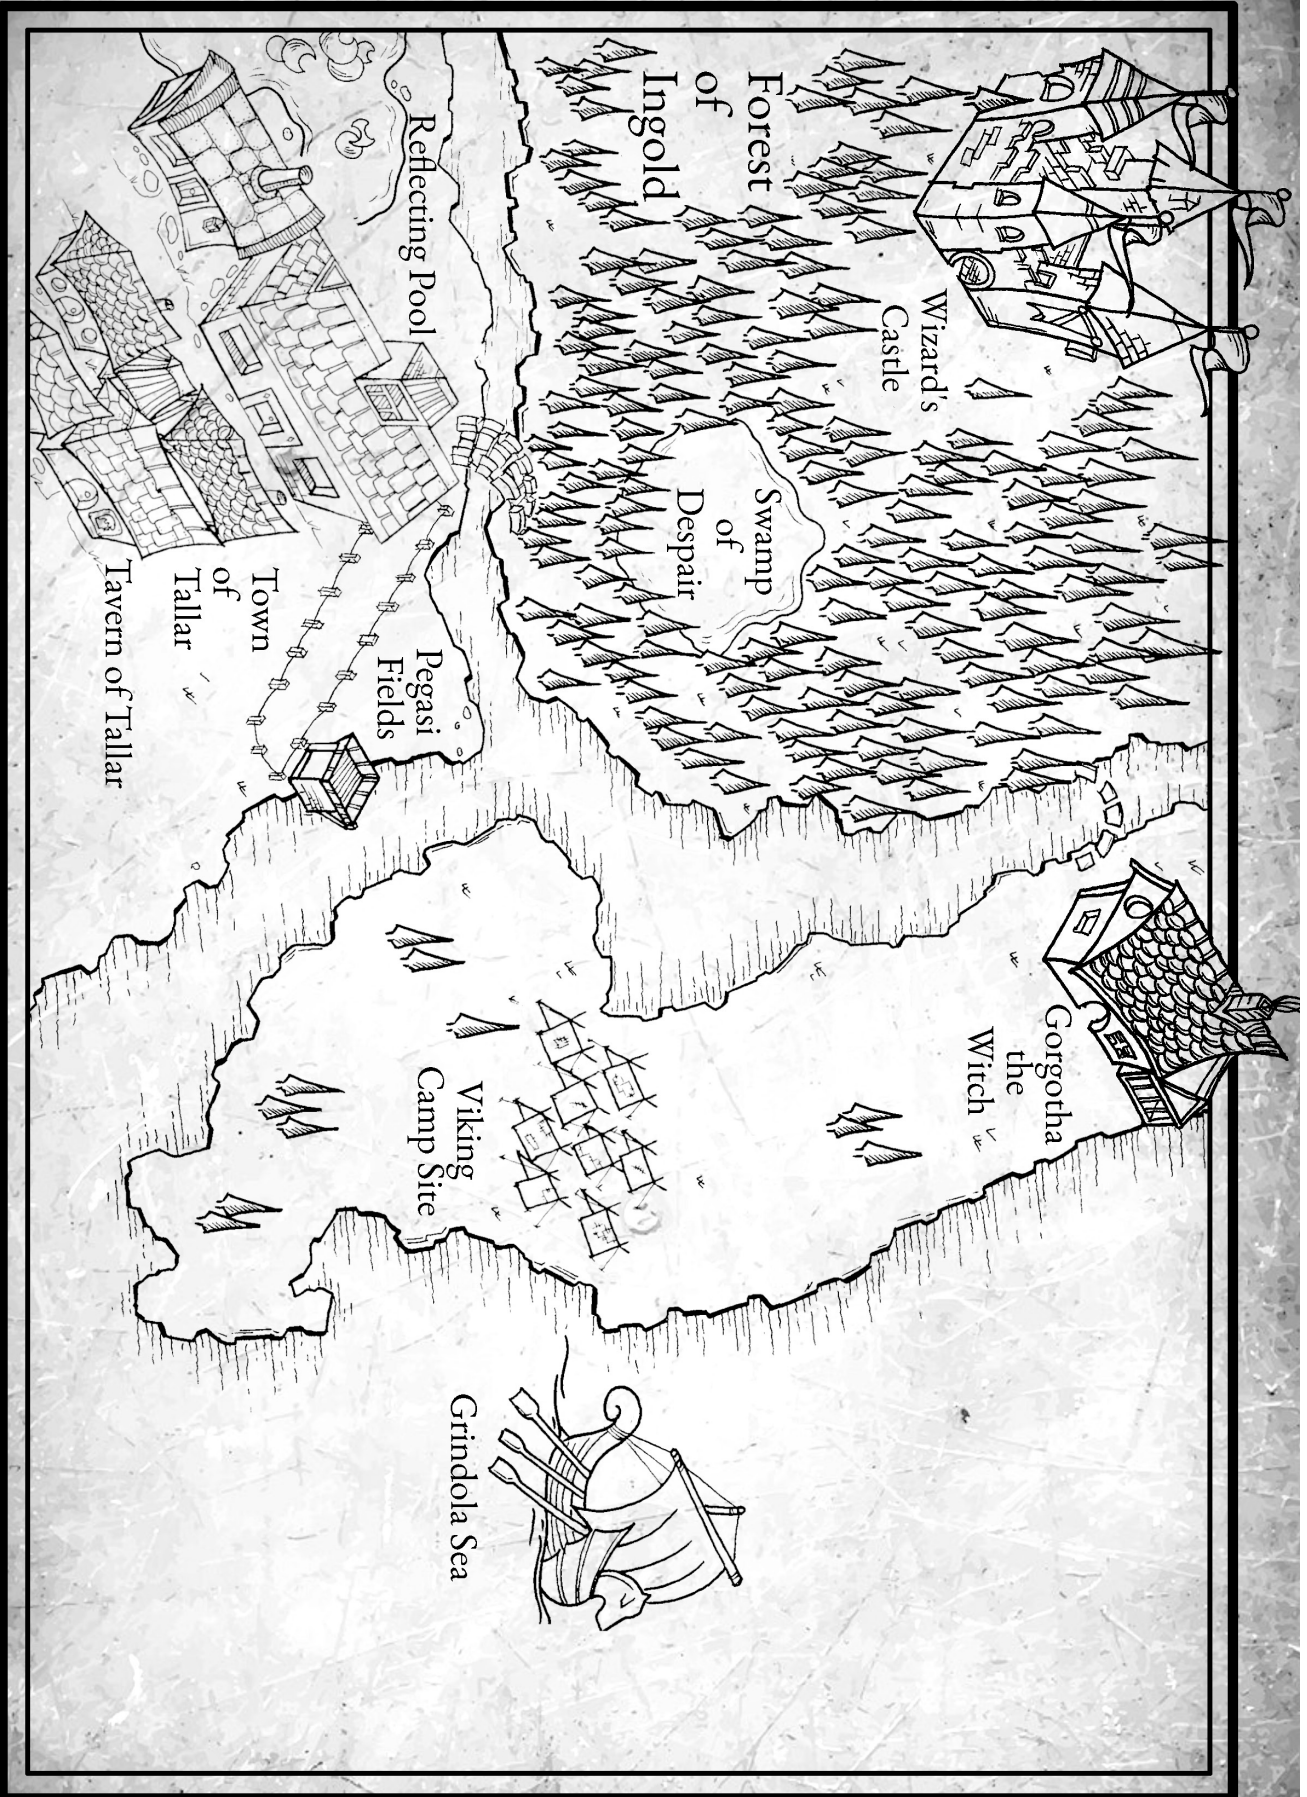 Wizard's
Castle
Forest
of
Ingold
Swamp
of
Despair
Gorgotha
the
Witch
Reflecting Pool
Pegasi
Fields
Viking
Camp Site
Grindola Sea
Town
of
Tallar
Tavern of Tallar